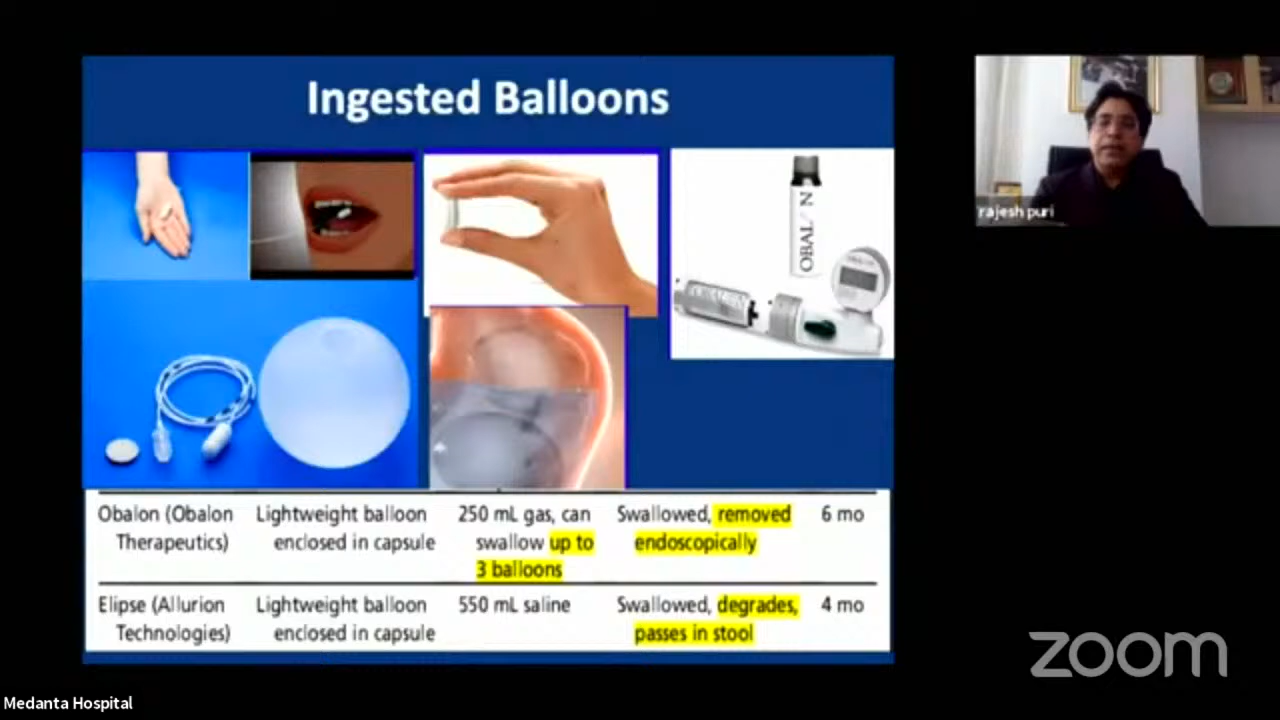 Ingested Balloons
OBALON
rajesh puri
Obalon (Obalon Therapeutics) Lightweight balloon enclosed in capsule 250 mL gas, can swallow up to 3 balloons Swallowed, removed endoscopically 6 mo
Elipse (Allurion Technologies) Lightweight balloon enclosed in capsule 550 mL saline Swallowed, degrades, passes in stool 4 mo
zoom
Medanta Hospital